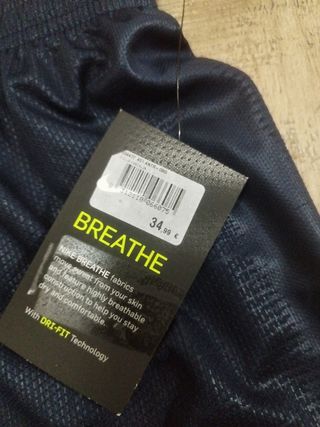 34,99 €
BREATHE
NIKE BREATHE fabrics
move sweat from your skin
and feature highly breathable
construction to help you stay
dry and comfortable.
With DRI-FIT Technology